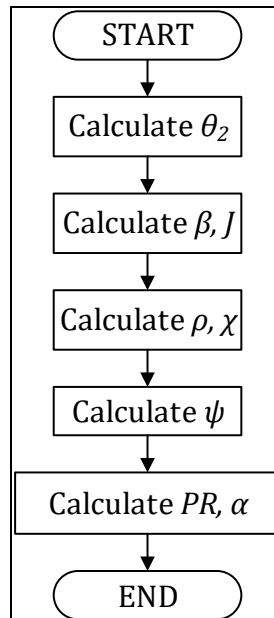 START
Calculate θ₂
Calculate β, J
Calculate ρ, χ
Calculate ψ
Calculate PR, α
END